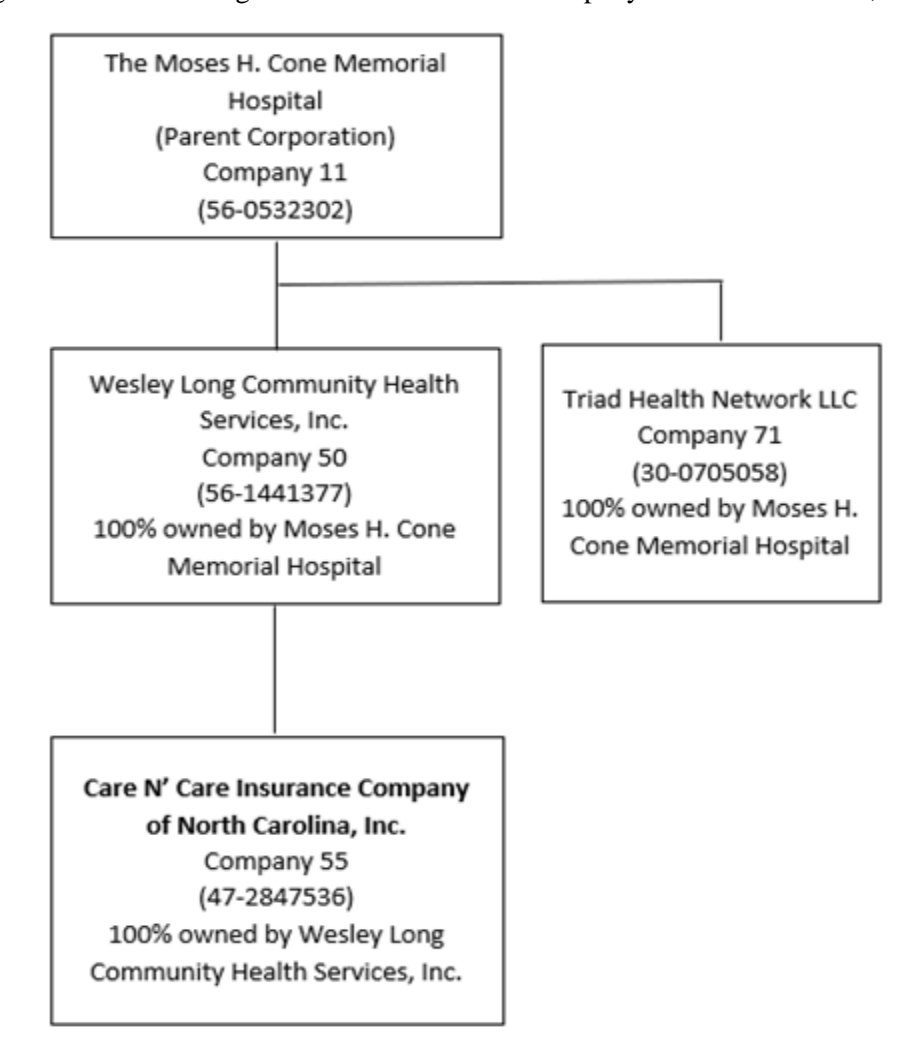 The Moses H. Cone Memorial
Hospital
(Parent Corporation)
Company 11
(56-0532302)
Wesley Long Community Health
Services, Inc.
Company 50
(56-1441377)
100% owned by Moses H. Cone
Memorial Hospital
Triad Health Network LLC
Company 71
(30-0705058)
100% owned by Moses H.
Cone Memorial Hospital
Care N’ Care Insurance Company
of North Carolina, Inc.
Company 55
(47-2847536)
100% owned by Wesley Long
Community Health Services, Inc.